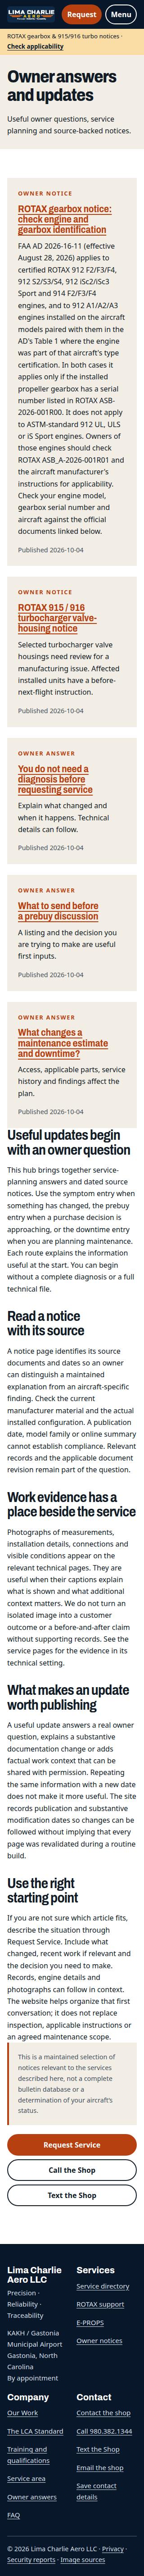 LIMA CHARLIE
AERO
Request
Menu
ROTAX gearbox & 915/916 turbo notices ·
Check applicability
Owner answers
and updates
Useful owner questions, service
planning and source-backed notices.
OWNER NOTICE
ROTAX gearbox notice:
check engine and
gearbox identification
FAA AD 2026-16-11 (effective
August 28, 2026) applies to
certified ROTAX 912 F2/F3/F4,
912 S2/S3/S4, 912 iSc2/iSc3
Sport and 914 F2/F3/F4
engines, and to 912 A1/A2/A3
engines installed on the aircraft
models paired with them in the
AD's Table 1 where the engine
was part of that aircraft's type
certification. In both cases it
applies only if the installed
propeller gearbox has a serial
number listed in ROTAX ASB-
2026-001R00. It does not apply
to ASTM-standard 912 UL, ULS
or iS Sport engines. Owners of
those engines should check
ROTAX ASB_A-2026-001R01 and
the aircraft manufacturer's
instructions for applicability.
Check your engine model,
gearbox serial number and
aircraft against the official
documents linked below.
Published 2026-10-04
OWNER NOTICE
ROTAX 915 / 916
turbocharger valve-
housing notice
Selected turbocharger valve
housings need review for a
manufacturing issue. Affected
installed units have a before-
next-flight instruction.
Published 2026-10-04
OWNER ANSWER
You do not need a
diagnosis before
requesting service
Explain what changed and
when it happens. Technical
details can follow.
Published 2026-10-04
OWNER ANSWER
What to send before
a prebuy discussion
A listing and the decision you
are trying to make are useful
first inputs.
Published 2026-10-04
OWNER ANSWER
What changes a
maintenance estimate
and downtime?
Access, applicable parts, service
history and findings affect the
plan.
Published 2026-10-04
Useful updates begin
with an owner question
This hub brings together service-
planning answers and dated source
notices. Use the symptom entry when
something has changed, the prebuy
entry when a purchase decision is
approaching, or the downtime entry
when you are planning maintenance.
Each route explains the information
useful at the start. You can begin
without a complete diagnosis or a full
technical file.
Read a notice
with its source
A notice page identifies its source
documents and dates so an owner
can distinguish a maintained
explanation from an aircraft-specific
finding. Check the current
manufacturer material and the actual
installed configuration. A publication
date, model family or online summary
cannot establish compliance. Relevant
records and the applicable document
revision remain part of the question.
Work evidence has a
place beside the service
Photographs of measurements,
installation details, connections and
visible conditions appear on the
relevant technical pages. They are
useful when their captions explain
what is shown and what additional
context matters. We do not turn an
isolated image into a customer
outcome or a before-and-after claim
without supporting records. See the
service pages for the evidence in its
technical setting.
What makes an update
worth publishing
A useful update answers a real owner
question, explains a substantive
documentation change or adds
factual work context that can be
shared with permission. Repeating
the same information with a new date
does not make it more useful. The site
records publication and substantive
modification dates so changes can be
followed without implying that every
page was revalidated during a routine
build.
Use the right
starting point
If you are not sure which article fits,
describe the situation through
Request Service. Include what
changed, recent work if relevant and
the decision you need to make.
Records, engine details and
photographs can follow in context.
The website helps organize that first
conversation; it does not replace
inspection, applicable instructions or
an agreed maintenance scope.
This is a maintained selection of
notices relevant to the services
described here, not a complete
bulletin database or a
determination of your aircraft's
status.
Request Service
Call the Shop
Text the Shop
Lima Charlie
Aero LLC
Precision ·
Reliability ·
Traceability
KAKH / Gastonia
Municipal Airport
Gastonia, North
Carolina
By appointment
Services
Service directory
ROTAX support
E-PROPS
Owner notices
Company
Our Work
The LCA Standard
Training and
qualifications
Service area
Owner answers
FAQ
Contact
Contact the shop
Call 980.382.1344
Text the Shop
Email the shop
Save contact
details
© 2026 Lima Charlie Aero LLC · Privacy ·
Security reports · Image sources